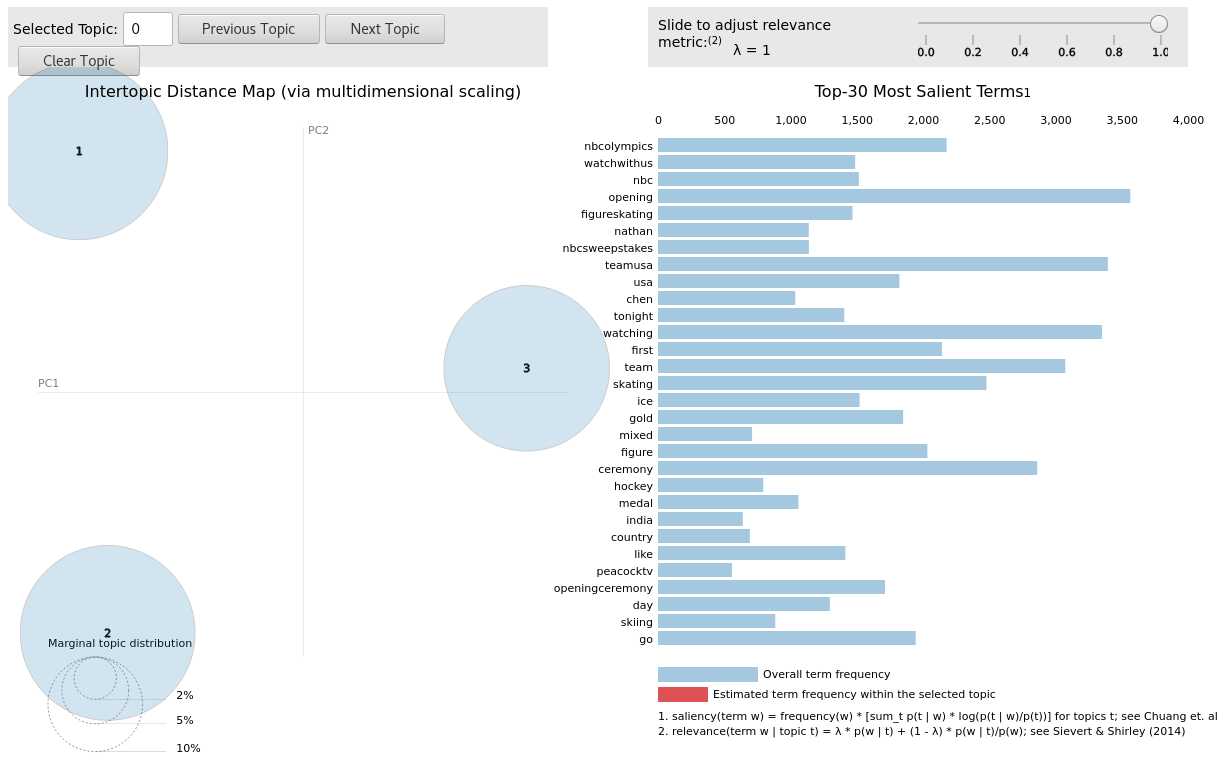 Selected Topic: 0 Previous Topic Next Topic
Clear Topic
Slide to adjust relevance
metric:(2) λ = 1
0.0 0.2 0.4 0.6 0.8 1.0
Intertopic Distance Map (via multidimensional scaling)
PC2
PC1
1
3
2
Marginal topic distribution
2%
5%
10%
Top-30 Most Salient Terms1
0 500 1,000 1,500 2,000 2,500 3,000 3,500 4,000
nbcolympics
watchwithus
nbc
opening
figureskating
nathan
nbcsweepstakes
teamusa
usa
chen
tonight
watching
first
team
skating
ice
gold
mixed
figure
ceremony
hockey
medal
india
country
like
peacocktv
openingceremony
day
skiing
go
Overall term frequency
Estimated term frequency within the selected topic
1. saliency(term w) = frequency(w) * [sum_t p(t | w) * log(p(t | w)/p(t))] for topics t; see Chuang et. al
2. relevance(term w | topic t) = λ * p(w | t) + (1 - λ) * p(w | t)/p(w); see Sievert & Shirley (2014)